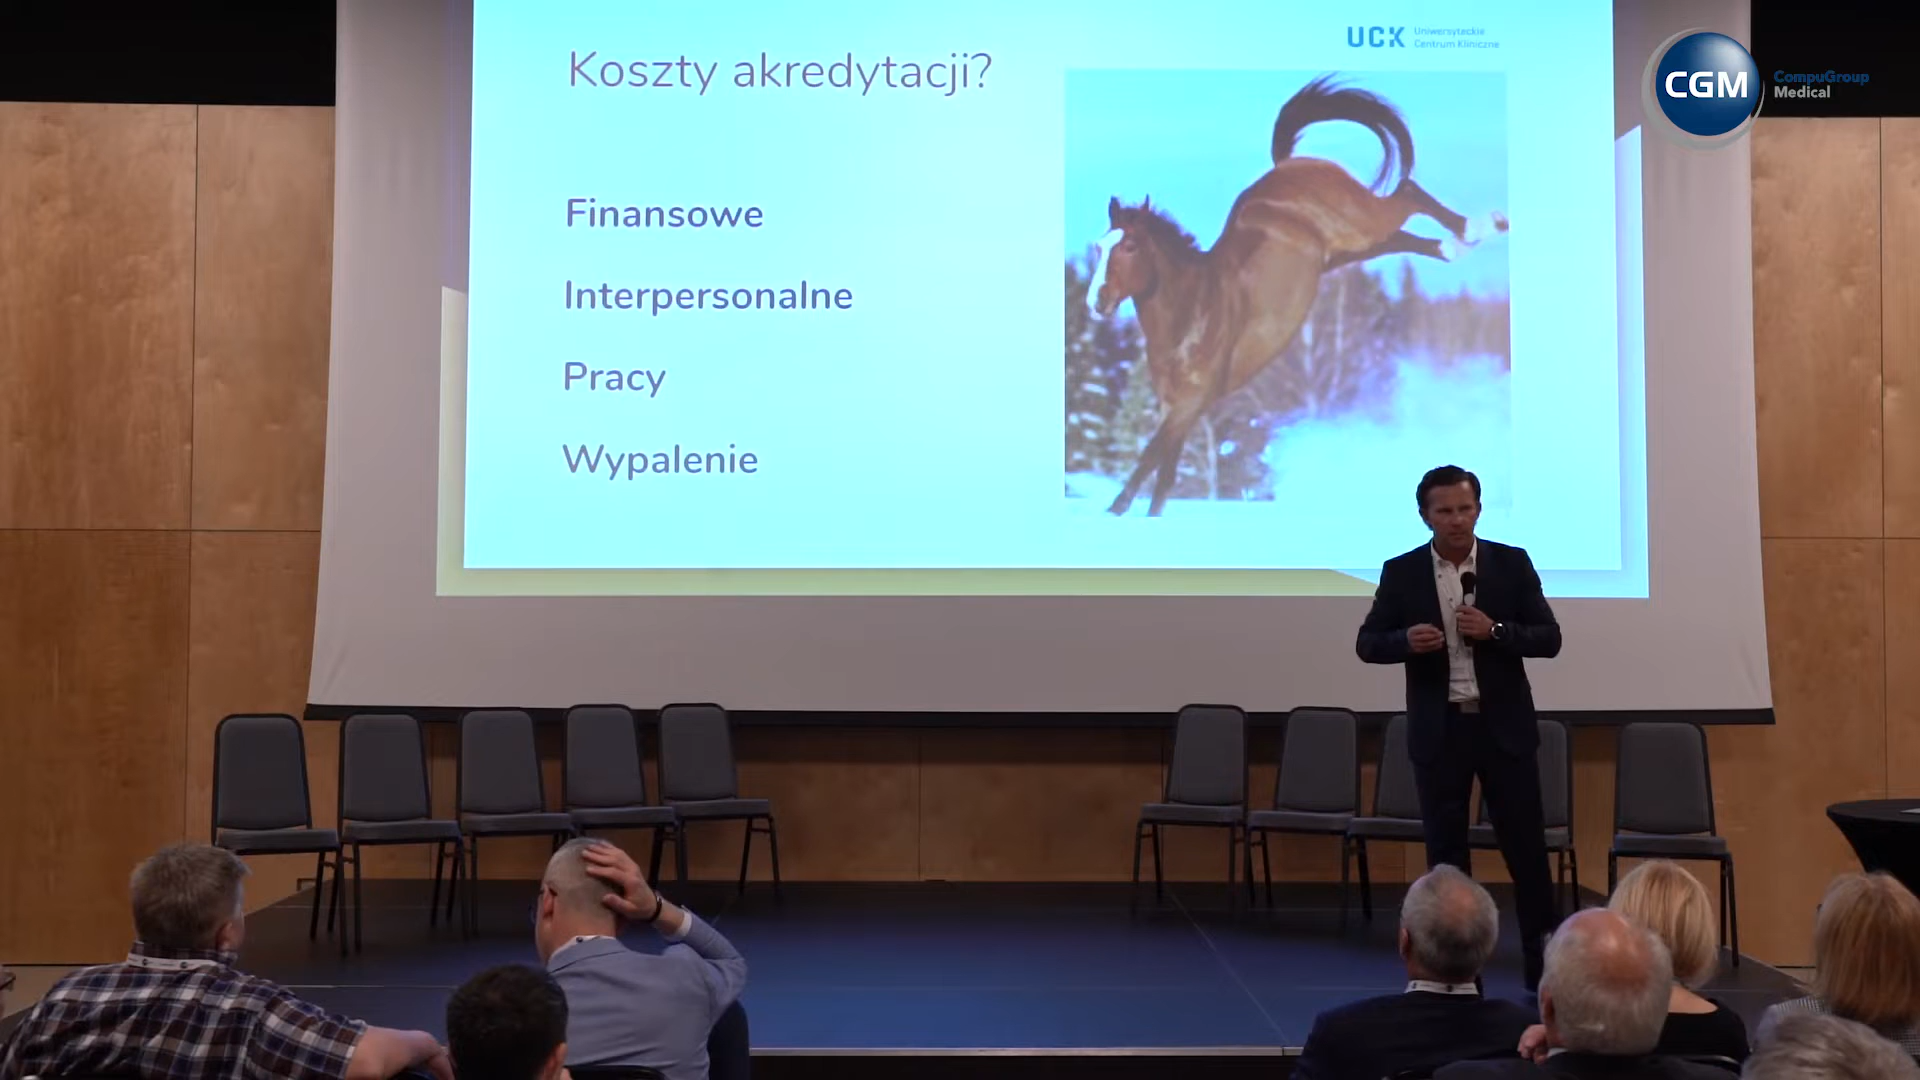 Koszty akredytacji?
UCK
Uniwersyteckie
Centrum Kliniczne
CGM
CompuGroup
Medical
Finansowe
Interpersonalne
Pracy
Wypalenie